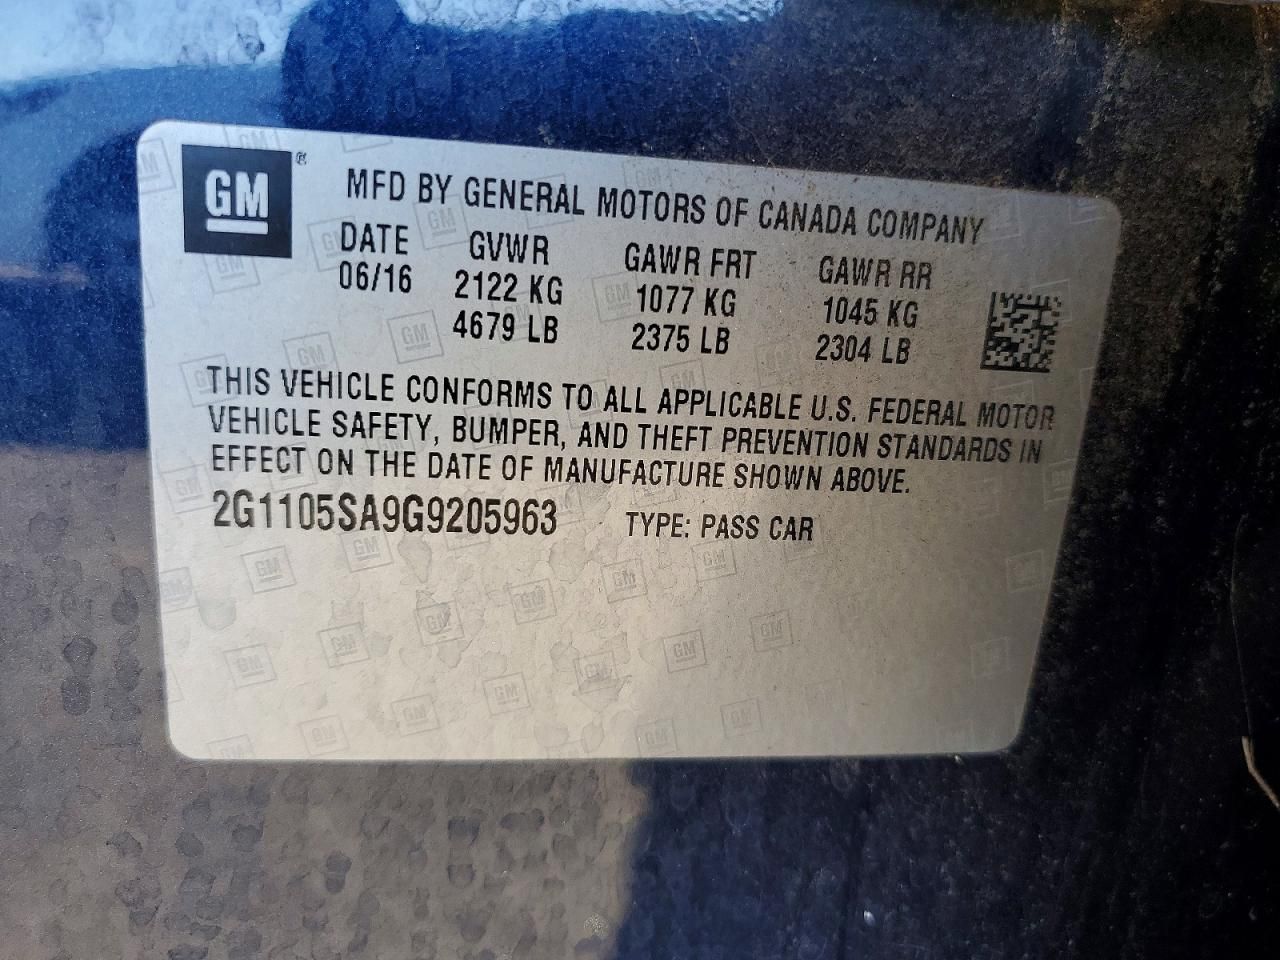 GM ®
MFD BY GENERAL MOTORS OF CANADA COMPANY
DATE GVWR GAWR FRT GAWR RR
06/16 2122 KG 1077 KG 1045 KG
4679 LB 2375 LB 2304 LB
THIS VEHICLE CONFORMS TO ALL APPLICABLE U.S. FEDERAL MOTOR
VEHICLE SAFETY, BUMPER, AND THEFT PREVENTION STANDARDS IN
EFFECT ON THE DATE OF MANUFACTURE SHOWN ABOVE.
2G1105SA9G9205963 TYPE: PASS CAR